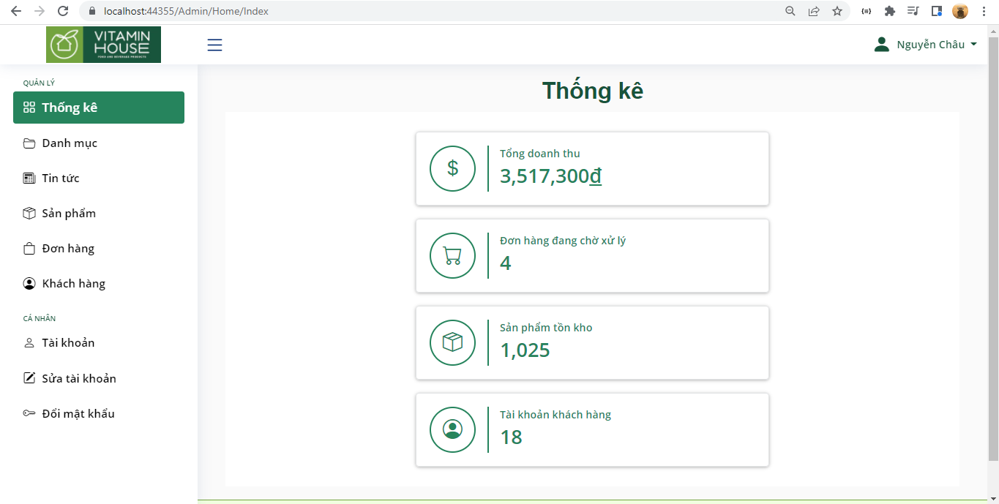 localhost:44355/Admin/Home/Index
VITAMIN
HOUSE
FOOD AND BEVERAGE PRODUCTS
Nguyễn Châu
QUẢN LÝ
Thống kê
Danh mục
Tin tức
Sản phẩm
Đơn hàng
Khách hàng
CÁ NHÂN
Tài khoản
Sửa tài khoản
Đổi mật khẩu
Thống kê
$
Tổng doanh thu
3,517,300đ
Đơn hàng đang chờ xử lý
4
Sản phẩm tồn kho
1,025
Tài khoản khách hàng
18